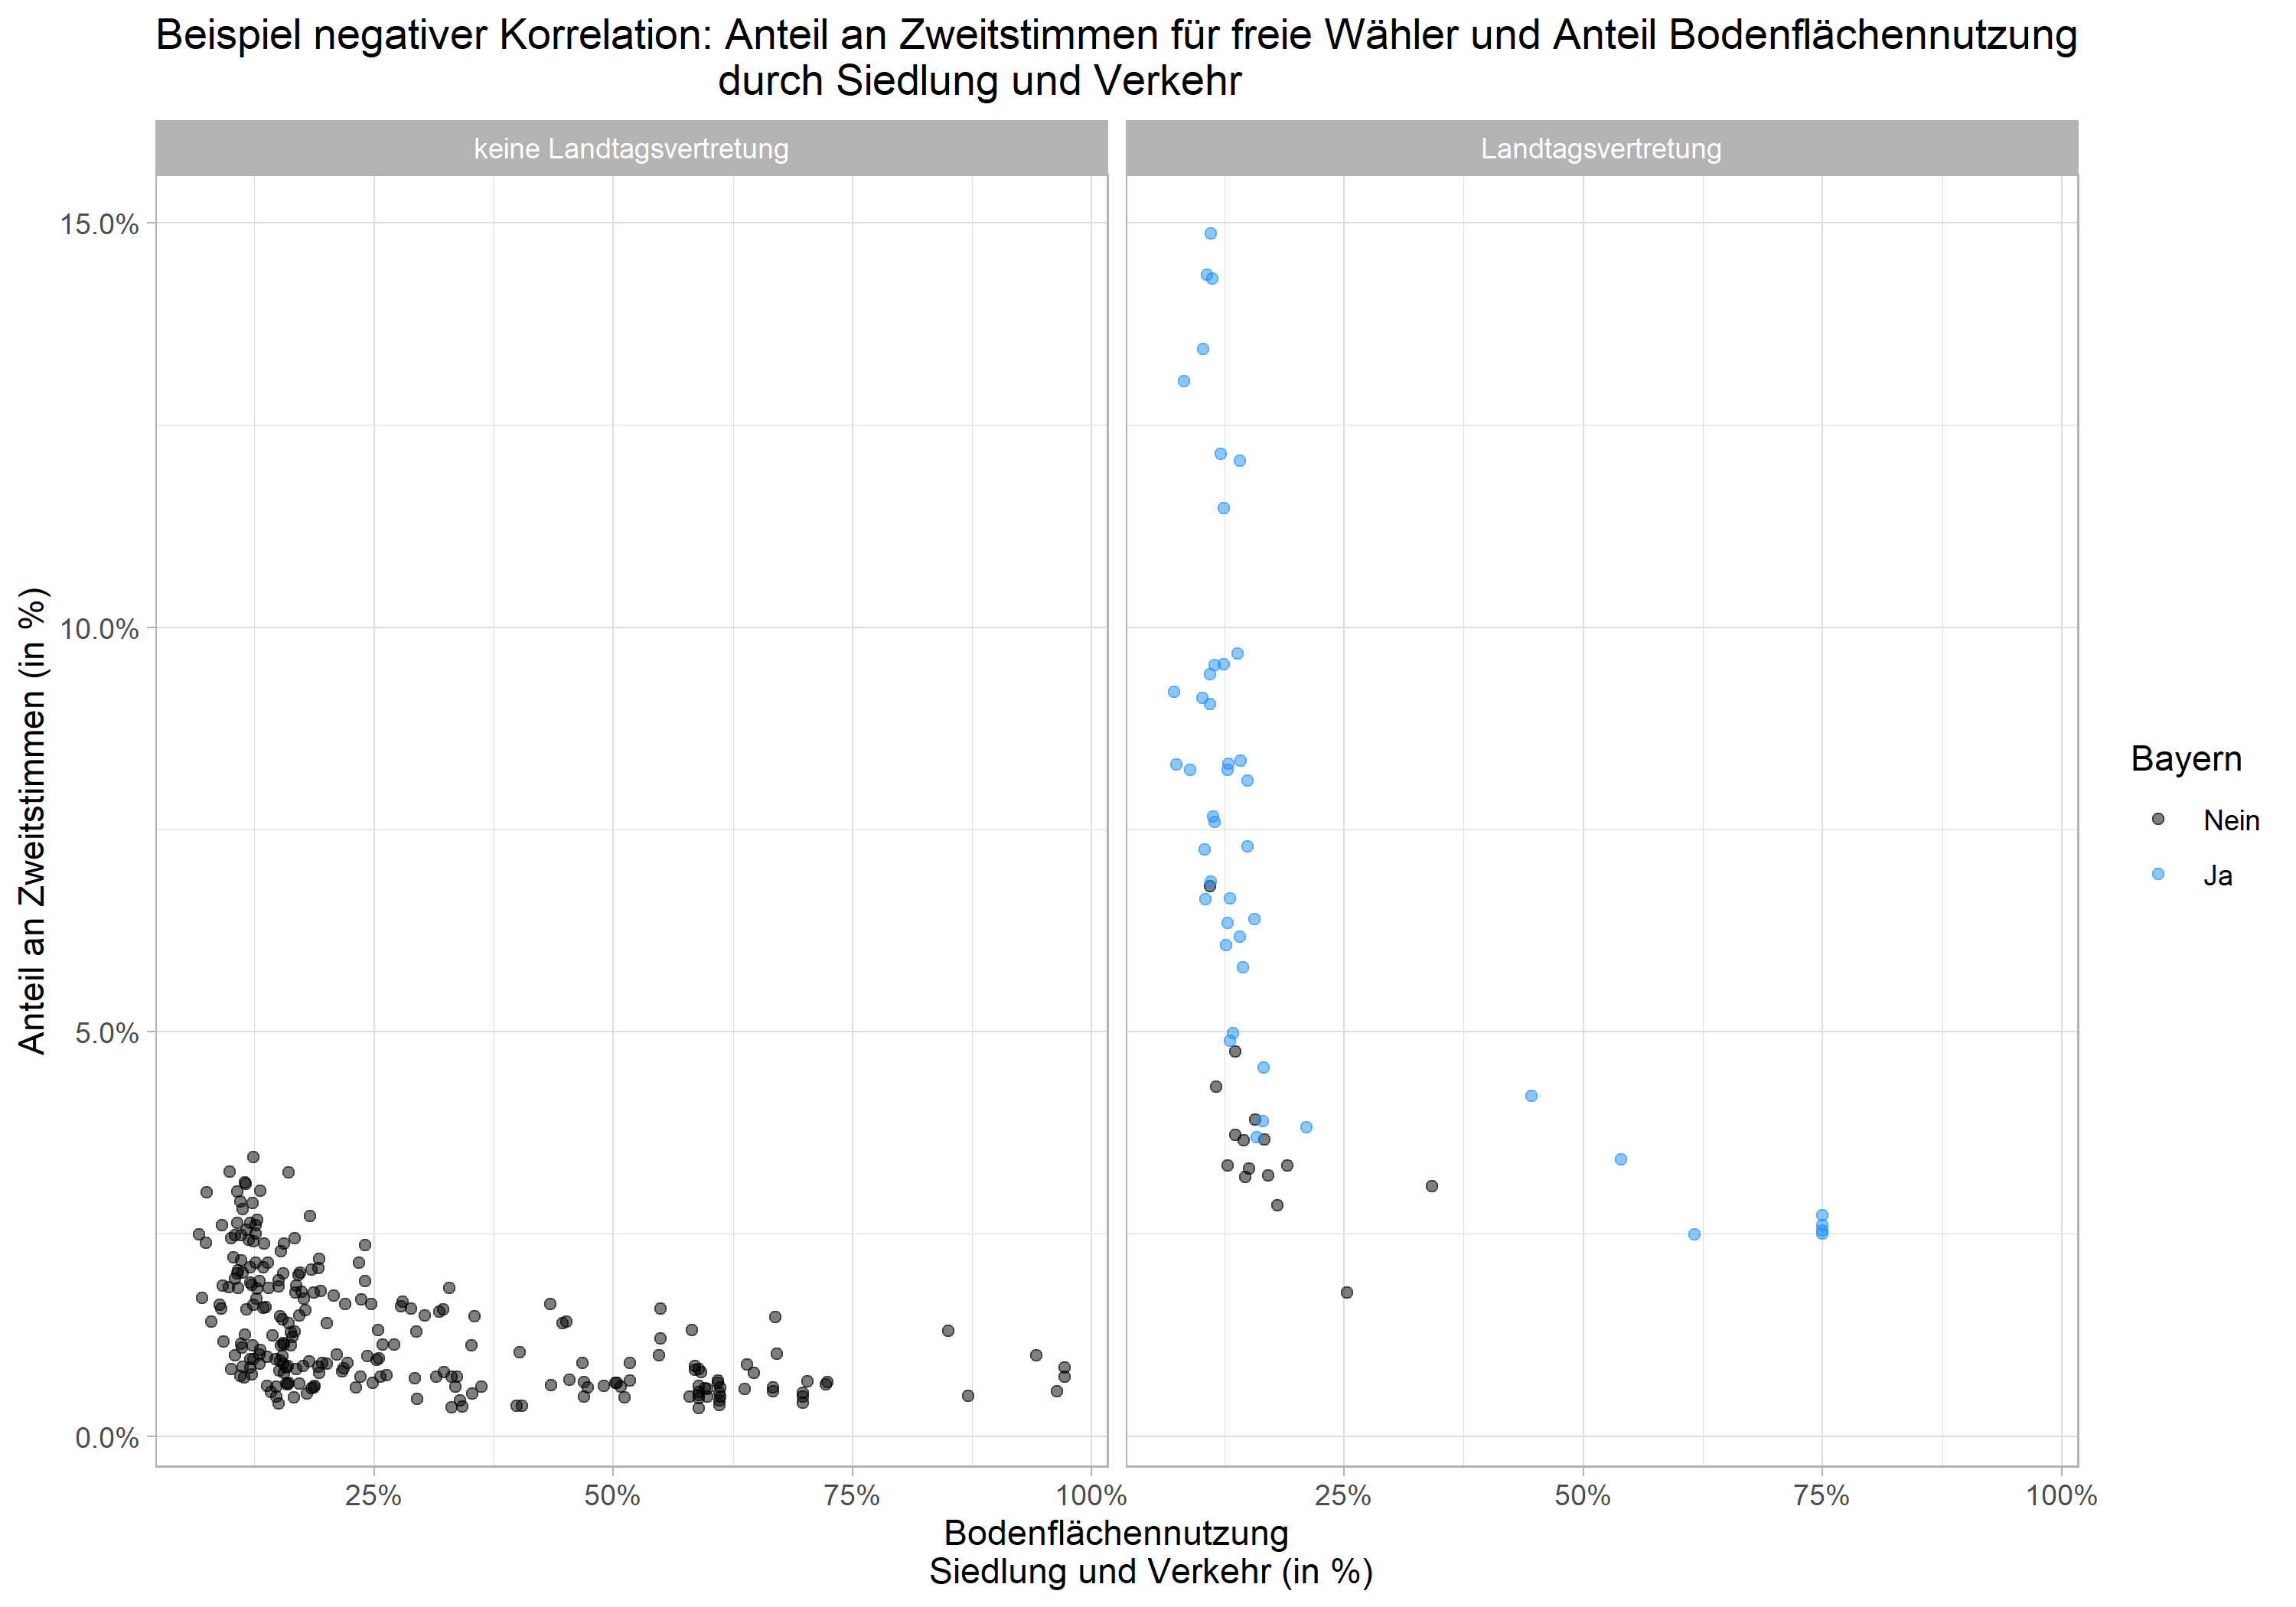 Beispiel negativer Korrelation: Anteil an Zweitstimmen für freie Wähler und Anteil Bodenflächennutzung
durch Siedlung und Verkehr
keine Landtagsvertretung
Landtagsvertretung
15.0%
10.0%
5.0%
0.0%
Anteil an Zweitstimmen (in %)
25%
50%
75%
100%
25%
50%
75%
100%
Bodenflächennutzung
Siedlung und Verkehr (in %)
Bayern
Nein
Ja